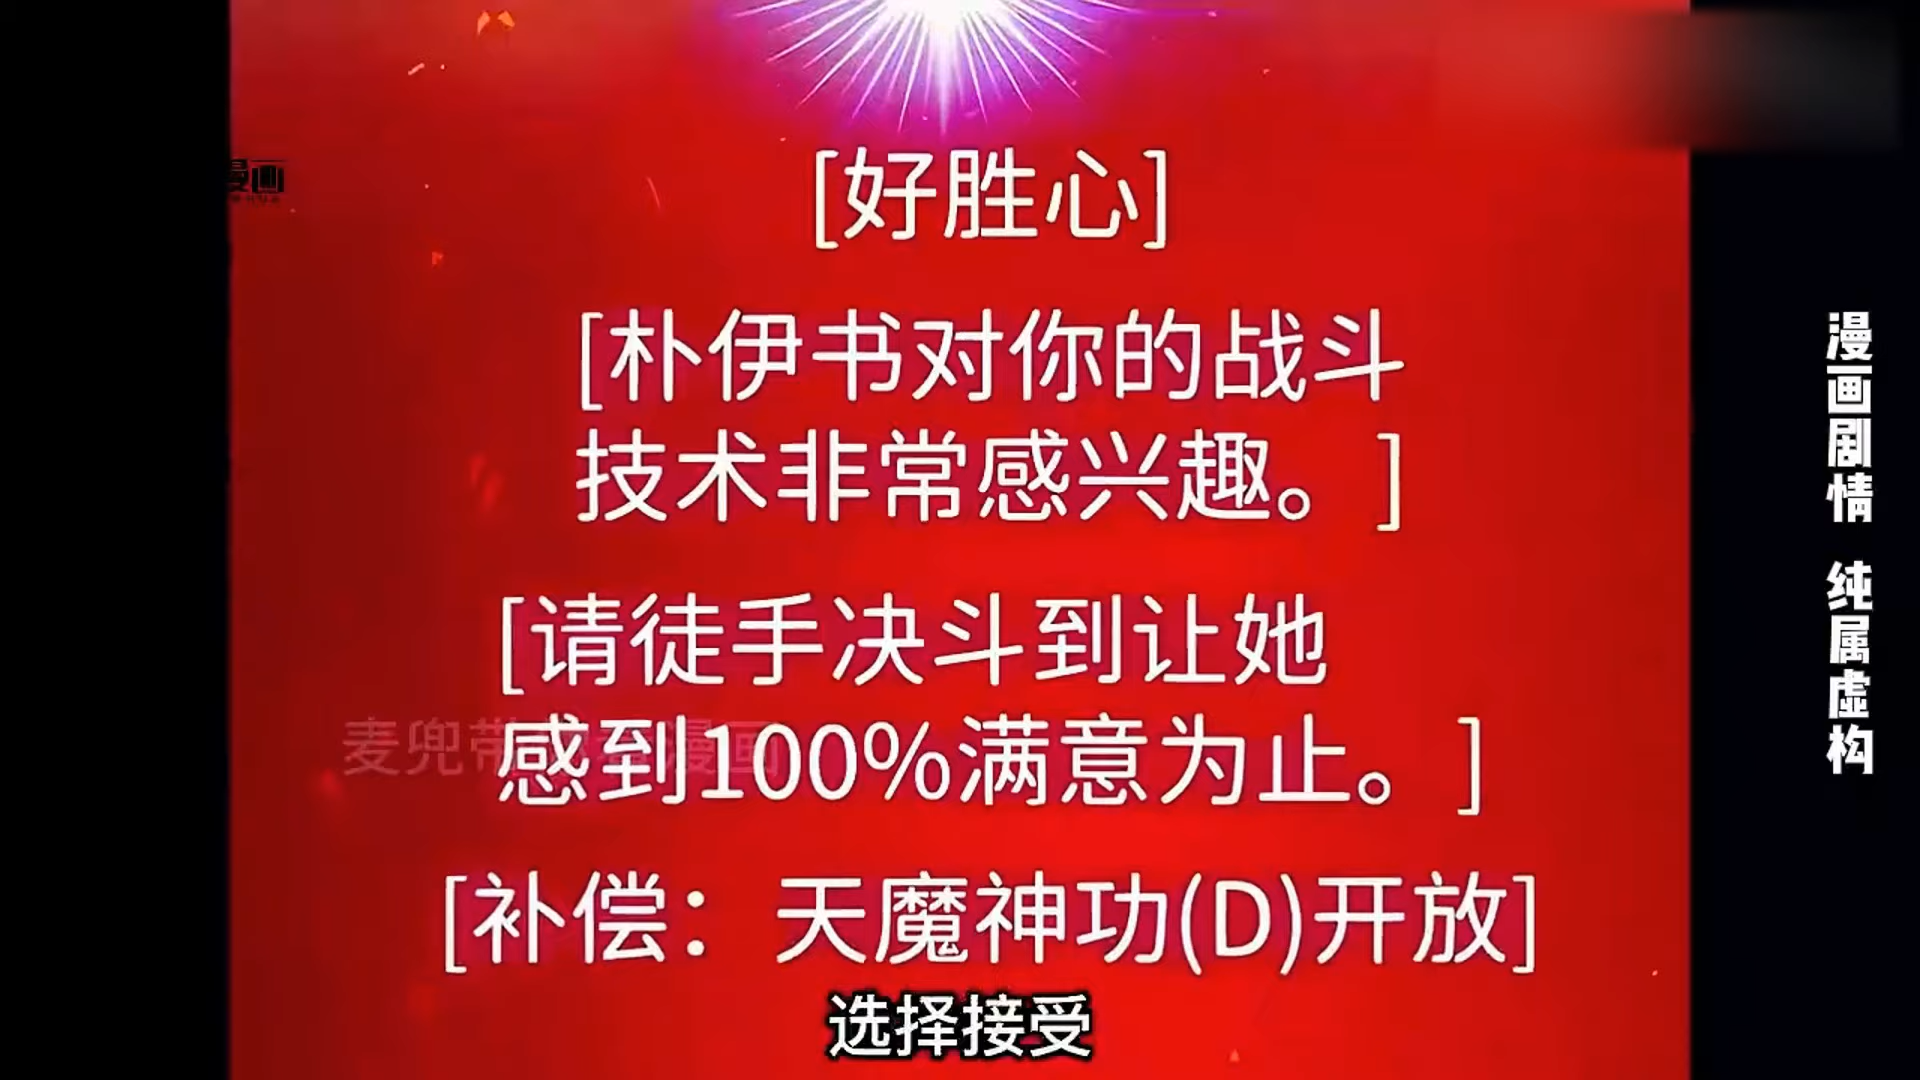 [好胜心]
[朴伊书对你的战斗
技术非常感兴趣。]
[请徒手决斗到让她
感到100%满意为止。]
[补偿：天魔神功(D)开放]
选择接受
漫画剧情 纯属虚构
漫画